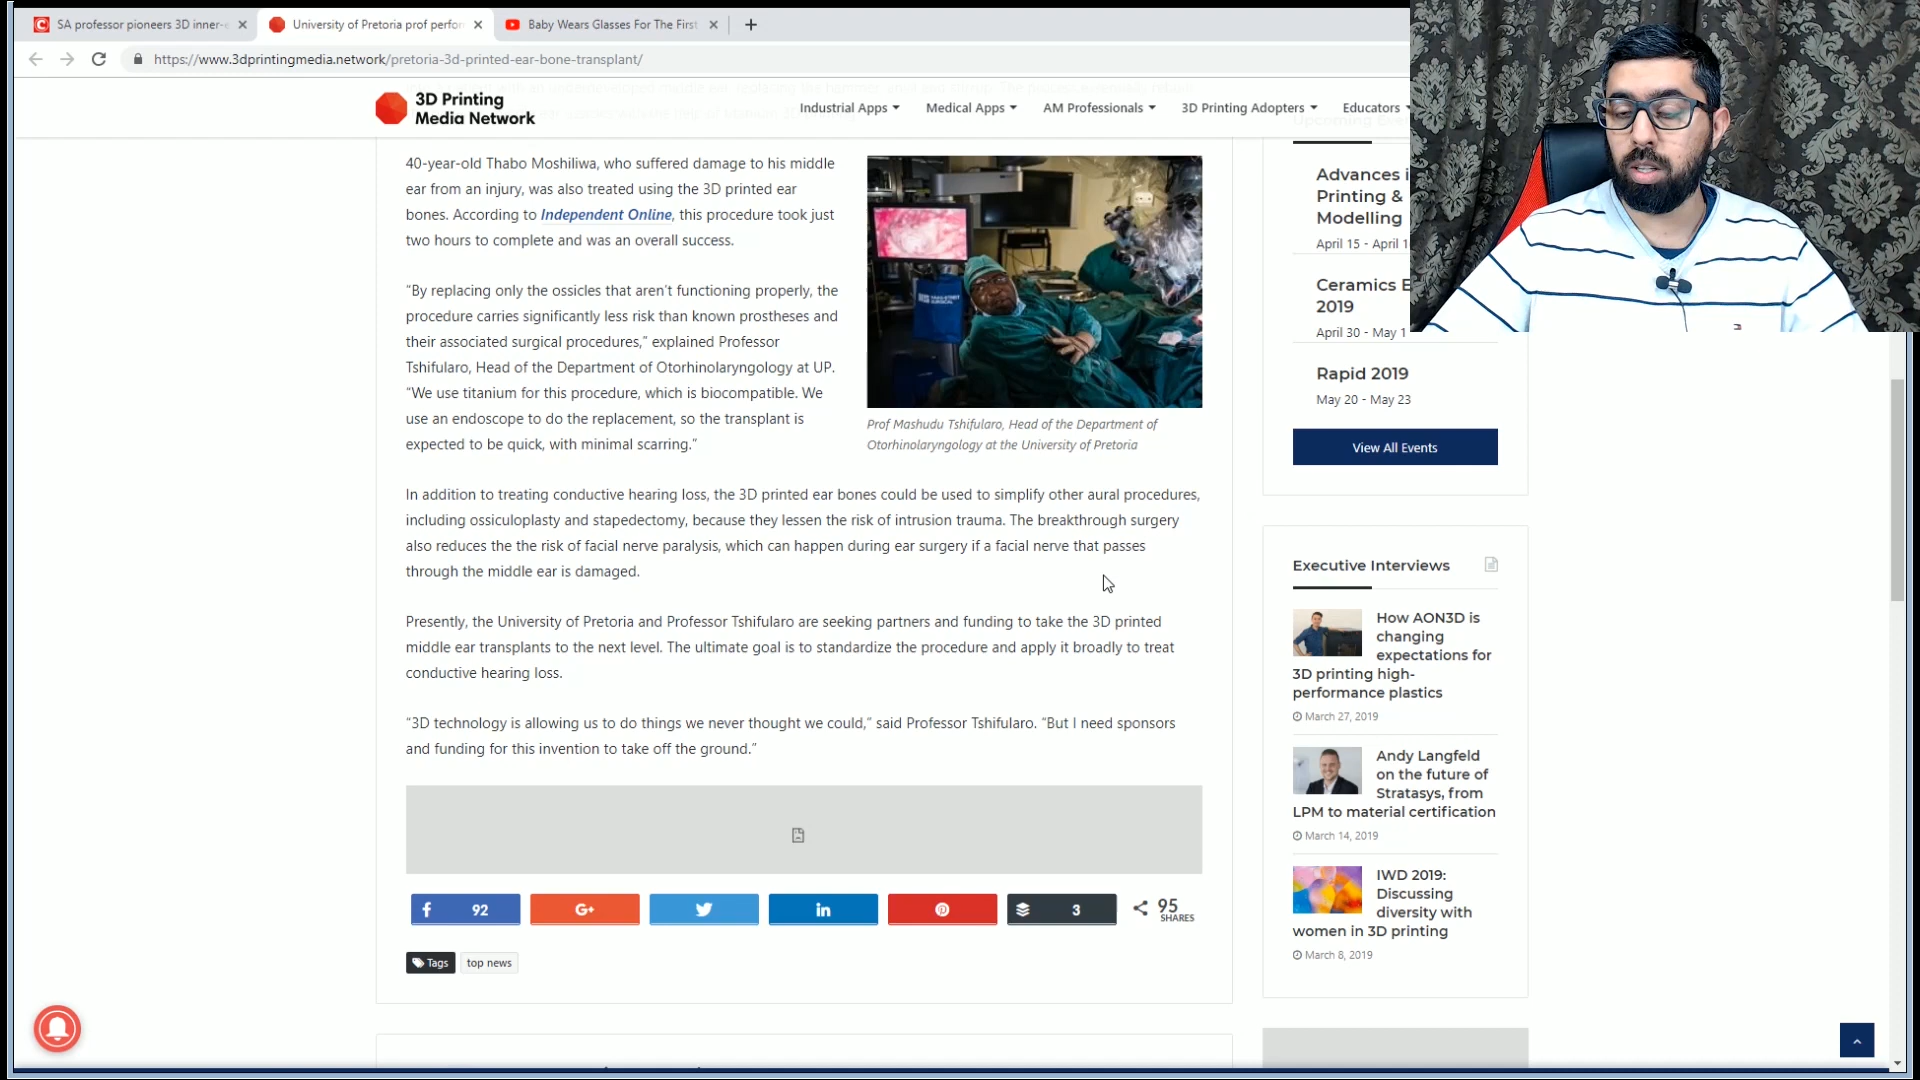 SA professor pioneers 3D inner-e
University of Pretoria prof perfor
Baby Wears Glasses For The First
https://www.3dprintingmedia.network/pretoria-3d-printed-ear-bone-transplant/
3D Printing
Media Network
Industrial Apps
Medical Apps
AM Professionals
3D Printing Adopters
Educators
40-year-old Thabo Moshiliwa, who suffered damage to his middle
ear from an injury, was also treated using the 3D printed ear
bones. According to Independent Online, this procedure took just
two hours to complete and was an overall success.
“By replacing only the ossicles that aren’t functioning properly, the
procedure carries significantly less risk than known prostheses and
their associated surgical procedures,” explained Professor
Tshifularo, Head of the Department of Otorhinolaryngology at UP.
“We use titanium for this procedure, which is biocompatible. We
use an endoscope to do the replacement, so the transplant is
expected to be quick, with minimal scarring.”
Prof Mashudu Tshifularo, Head of the Department of
Otorhinolaryngology at the University of Pretoria
In addition to treating conductive hearing loss, the 3D printed ear bones could be used to simplify other aural procedures,
including ossiculoplasty and stapedectomy, because they lessen the risk of intrusion trauma. The breakthrough surgery
also reduces the the risk of facial nerve paralysis, which can happen during ear surgery if a facial nerve that passes
through the middle ear is damaged.
Presently, the University of Pretoria and Professor Tshifularo are seeking partners and funding to take the 3D printed
middle ear transplants to the next level. The ultimate goal is to standardize the procedure and apply it broadly to treat
conductive hearing loss.
“3D technology is allowing us to do things we never thought we could,” said Professor Tshifularo. “But I need sponsors
and funding for this invention to take off the ground.”
92
G+
in
3
95
SHARES
Tags
top news
Advances i
Printing &
Modelling
April 15 - April 1
Ceramics E
2019
April 30 - May 1
Rapid 2019
May 20 - May 23
View All Events
Executive Interviews
How AON3D is
changing
expectations for
3D printing high-
performance plastics
March 27, 2019
Andy Langfeld
on the future of
Stratasys, from
LPM to material certification
March 14, 2019
IWD 2019:
Discussing
diversity with
women in 3D printing
March 8, 2019